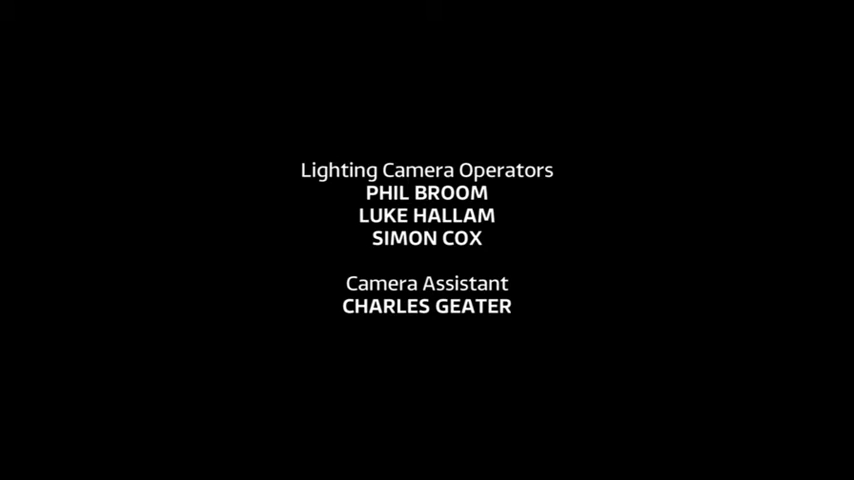 Lighting Camera Operators
PHIL BROOM
LUKE HALLAM
SIMON COX
Camera Assistant
CHARLES GEATER